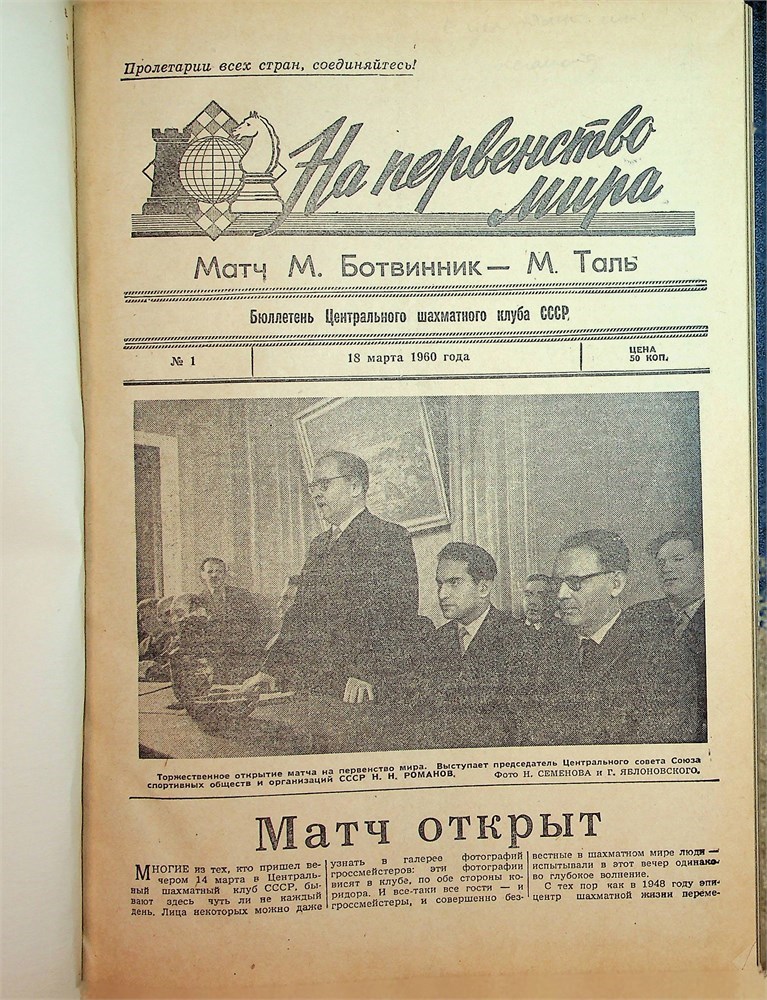 Пролетарии всех стран, соединяйтесь!
На первенство
мира
Матч М. Ботвинник — М. Таль
Бюллетень Центрального шахматного клуба СССР
№ 1
18 марта 1960 года
ЦЕНА
50 КОП.
Торжественное открытие матча на первенство мира. Выступает председатель Центрального совета Союза
спортивных обществ и организаций СССР Н. Н. РОМАНОВ. Фото Н. СЕМЕНОВА и Г. ЯБЛОНОВСКОГО.
Матч открыт
МНОГИЕ из тех, кто пришел ве-
чером 14 марта в Централь-
ный шахматный клуб СССР, бы-
вают здесь чуть ли не каждый
день. Лица некоторых можно даже
узнать в галерее фотографий
гроссмейстеров: эти фотографии
висят в клубе, по обе стороны ко-
ридора. И все-таки все гости — и
гроссмейстеры, и совершенно без-
вестные в шахматном мире люди —
испытывали в этот вечер одинако-
во глубокое волнение.
С тех пор как в 1948 году эпи-
центр шахматной жизни переме-